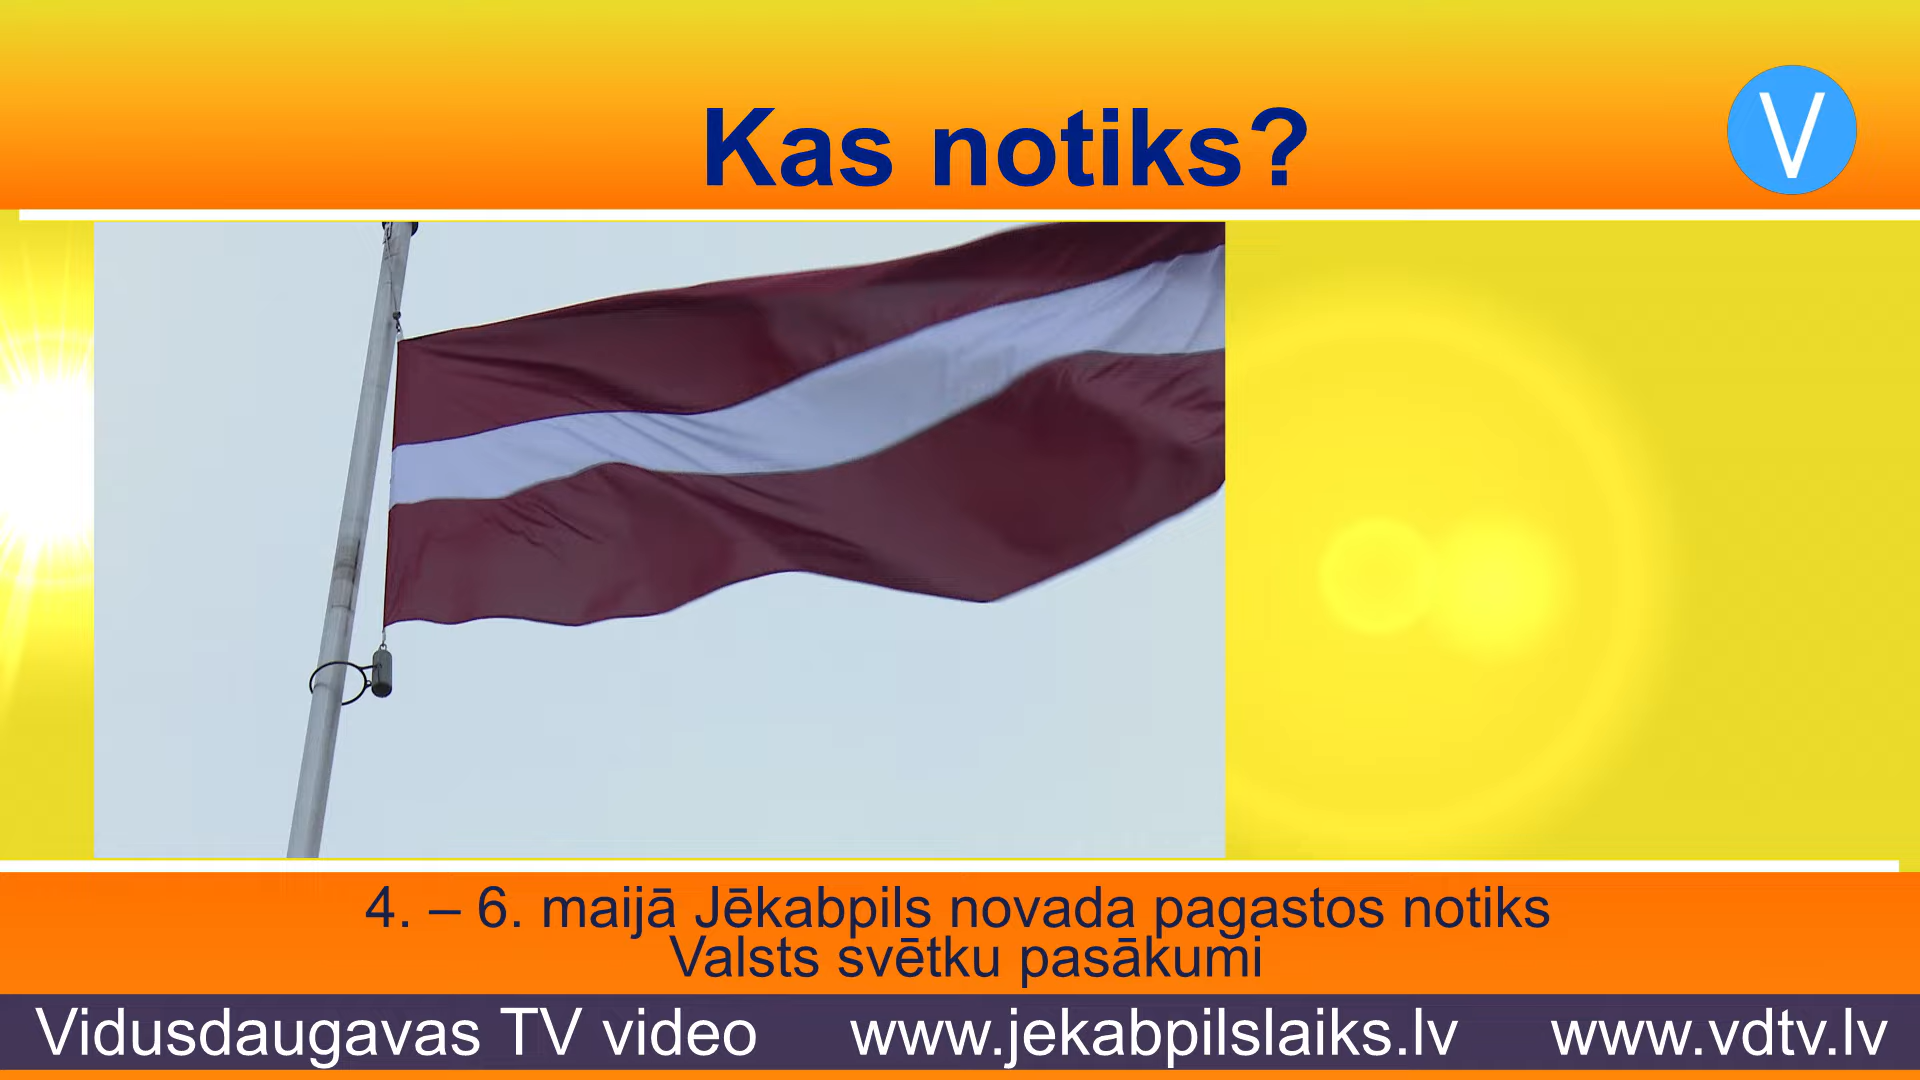 Kas notiks?
V
4. – 6. maijā Jēkabpils novada pagastos notiks
Valsts svētku pasākumi
Vidusdaugavas TV video www.jekabpilslaiks.lv www.vdtv.lv